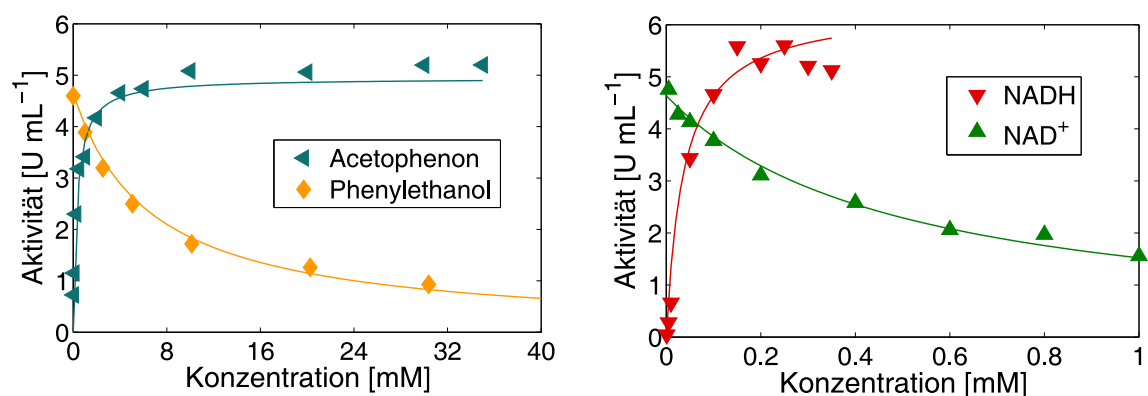 Aktivität [U mL⁻¹]
6
5
4
3
2
1
0
Acetophenon
Phenylethanol
0 8 16 24 32 40
Konzentration [mM]
Aktivität [U mL⁻¹]
6
5
4
3
2
1
0
NADH
NAD⁺
0 0.2 0.4 0.6 0.8 1
Konzentration [mM]